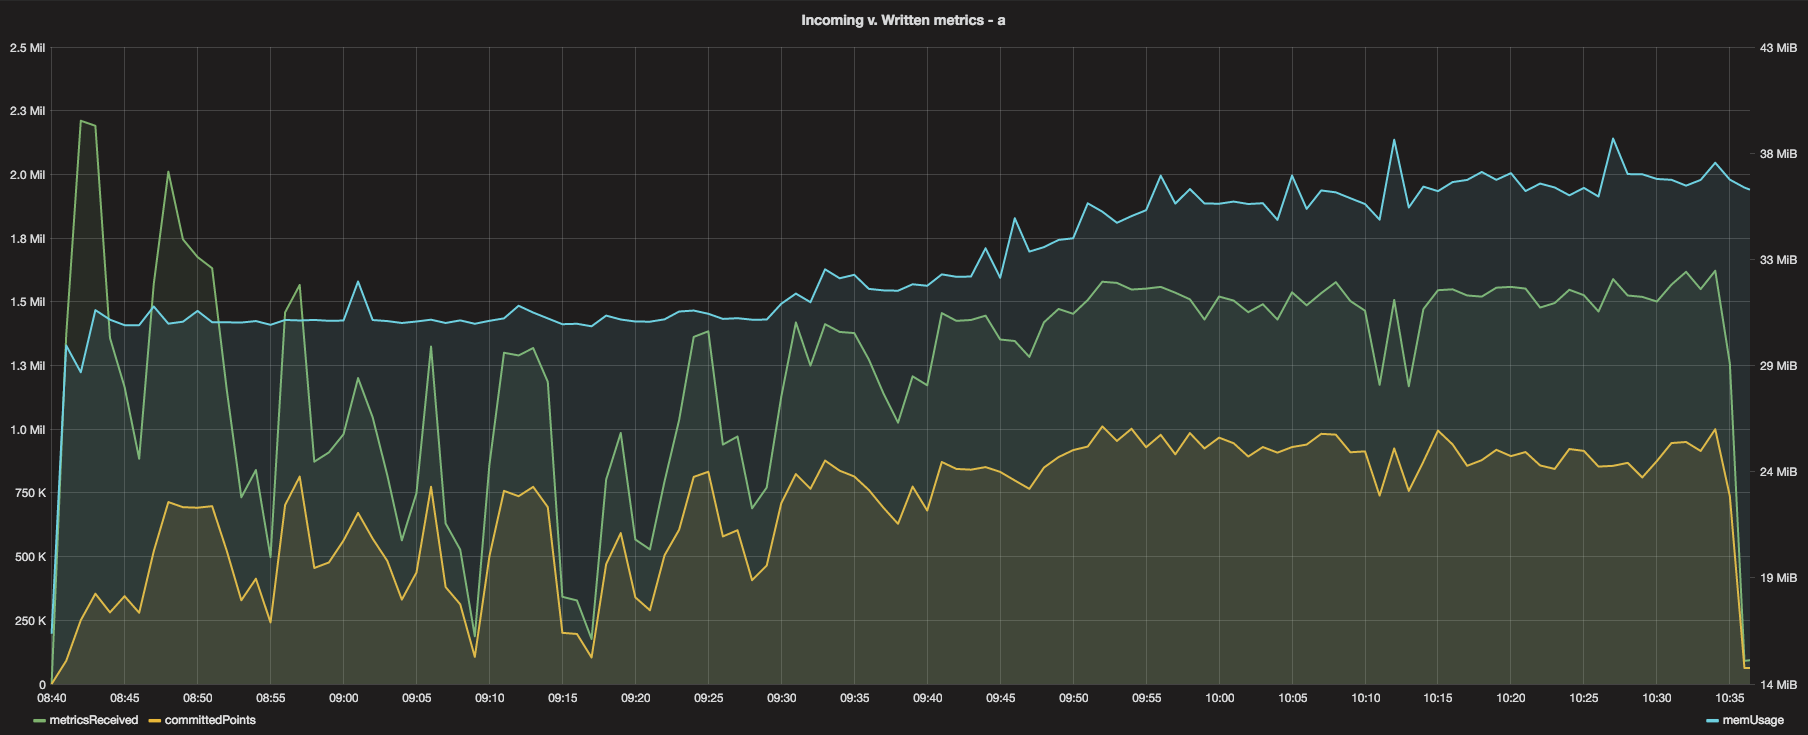 Incoming v. Written metrics - a
2.5 Mil
2.3 Mil
2.0 Mil
1.8 Mil
1.5 Mil
1.3 Mil
1.0 Mil
750 K
500 K
250 K
0
43 MiB
38 MiB
33 MiB
29 MiB
24 MiB
19 MiB
14 MiB
08:40 08:45 08:50 08:55 09:00 09:05 09:10 09:15 09:20 09:25 09:30 09:35 09:40 09:45 09:50 09:55 10:00 10:05 10:10 10:15 10:20 10:25 10:30 10:35
metricsReceived committedPoints memUsage